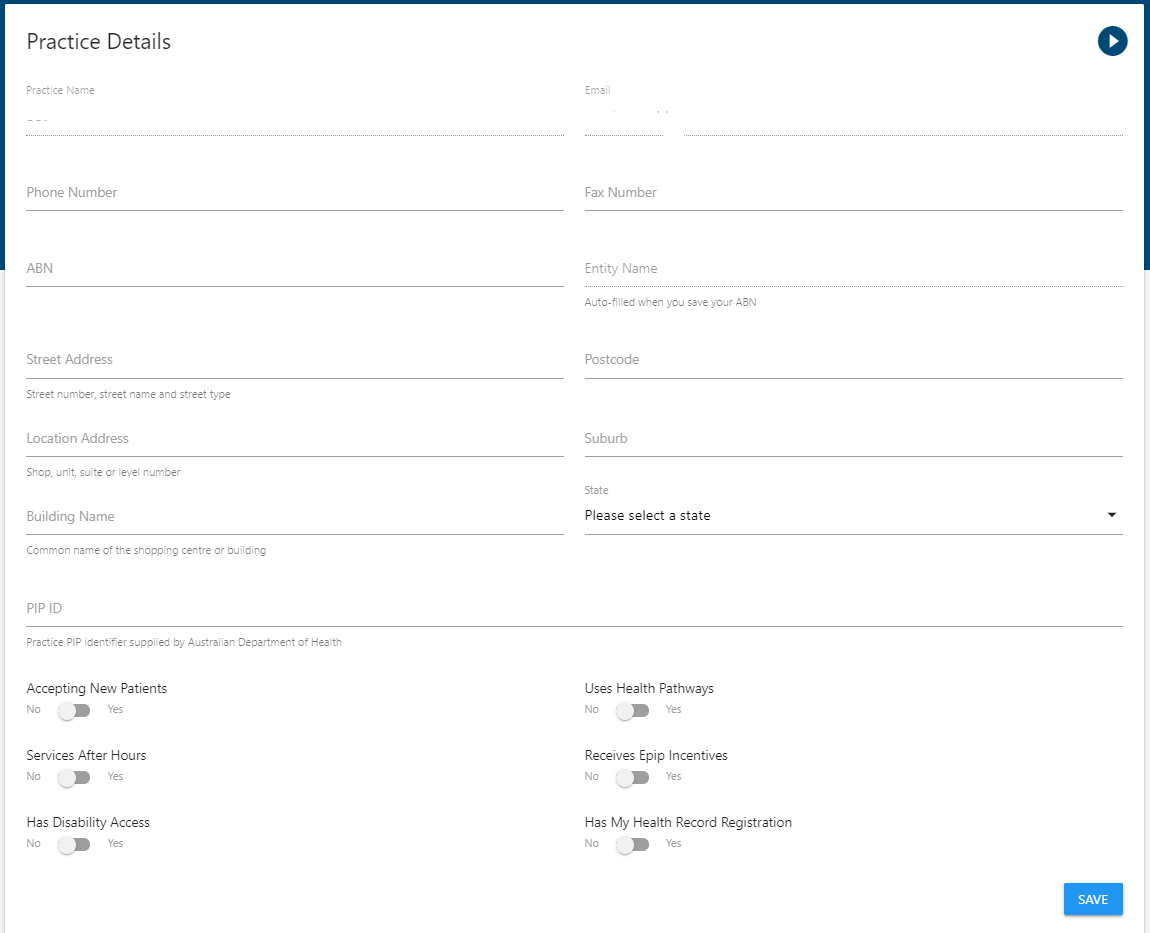 Practice Details
Practice Name
Email
Phone Number
Fax Number
ABN
Entity Name
Auto-filled when you save your ABN
Street Address
Postcode
Street number, street name and street type
Location Address
Suburb
Shop, unit, suite or level number
State
Building Name
Please select a state
Common name of the shopping centre or building
PIP ID
Practice PIP identifier supplied by Australian Department of Health
Accepting New Patients
No Yes
Uses Health Pathways
No Yes
Services After Hours
No Yes
Receives Epip Incentives
No Yes
Has Disability Access
No Yes
Has My Health Record Registration
No Yes
SAVE